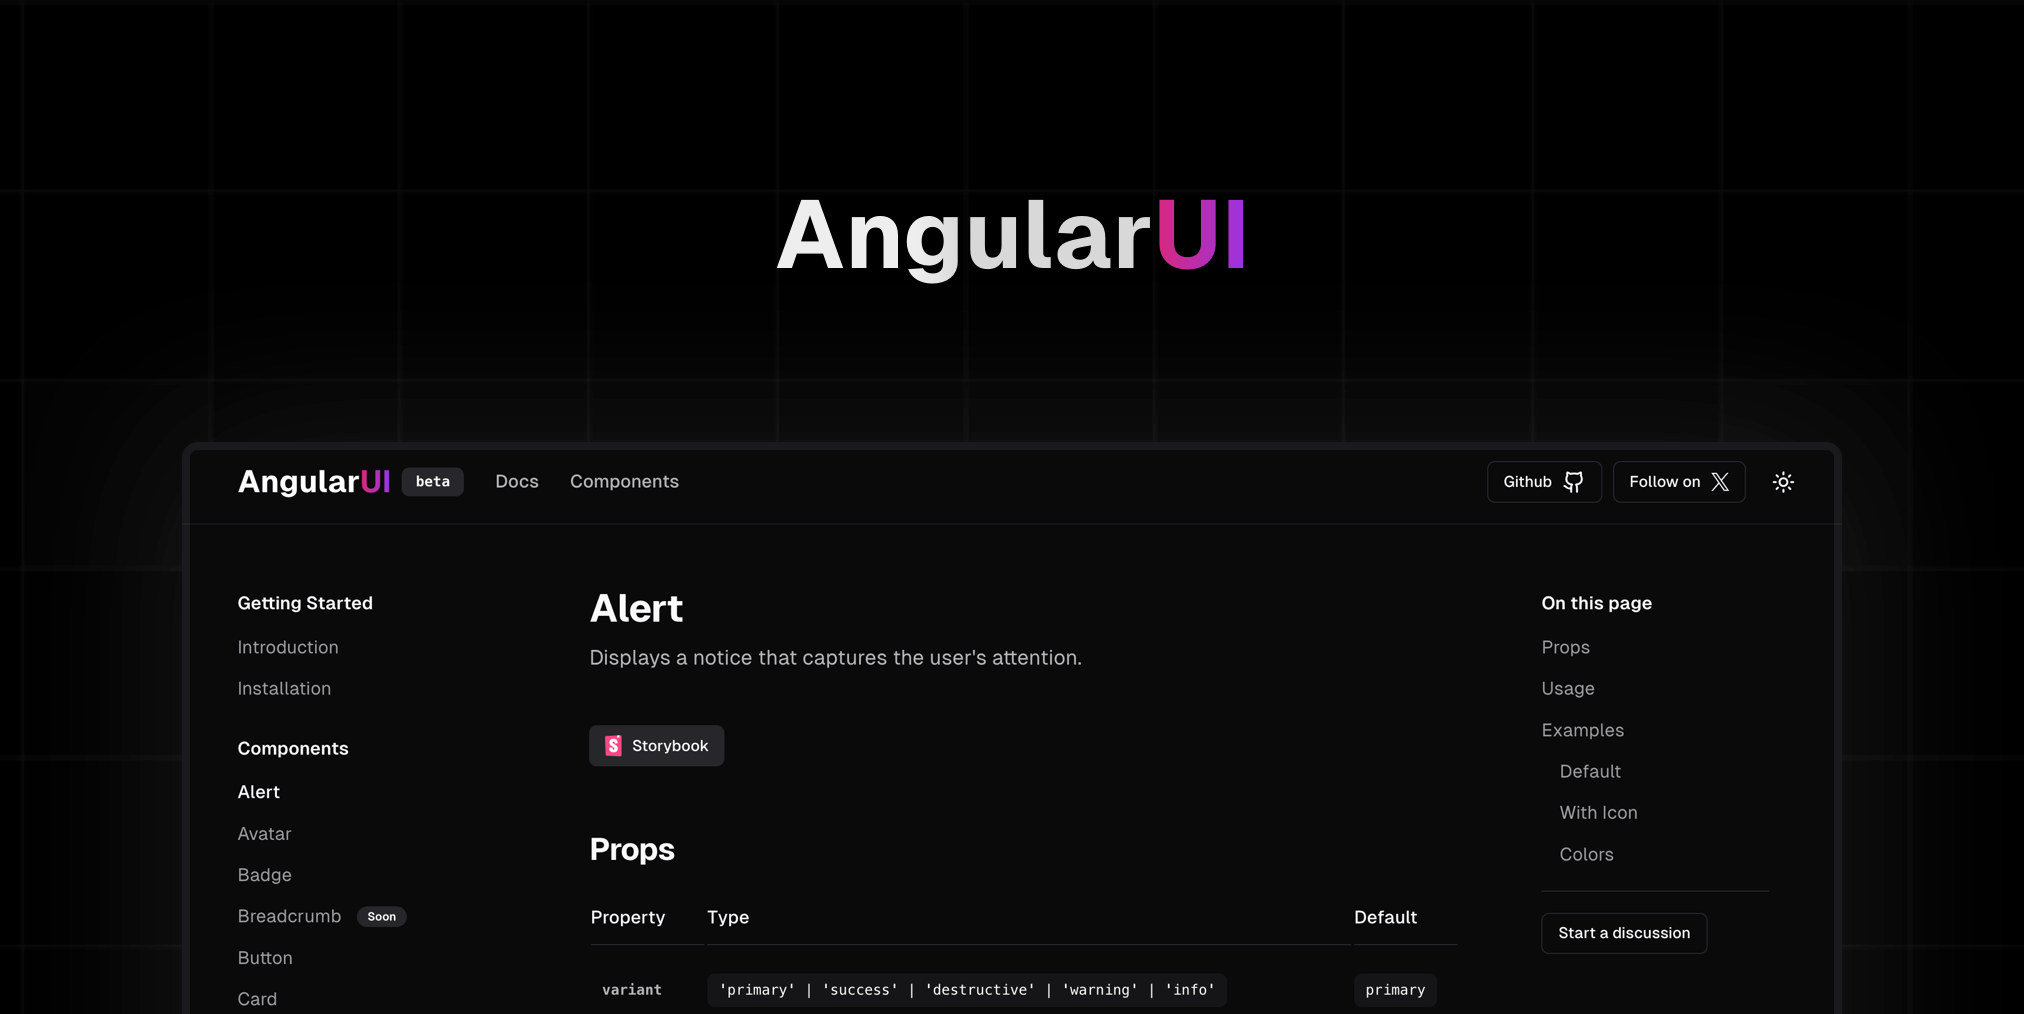 AngularUI
AngularUI beta Docs Components Github Follow on X
Getting Started
Introduction
Installation
Components
Alert
Avatar
Badge
Breadcrumb Soon
Button
Card
Alert
Displays a notice that captures the user's attention.
Storybook
Props
Property Type Default
variant 'primary' | 'success' | 'destructive' | 'warning' | 'info' primary
On this page
Props
Usage
Examples
Default
With Icon
Colors
Start a discussion